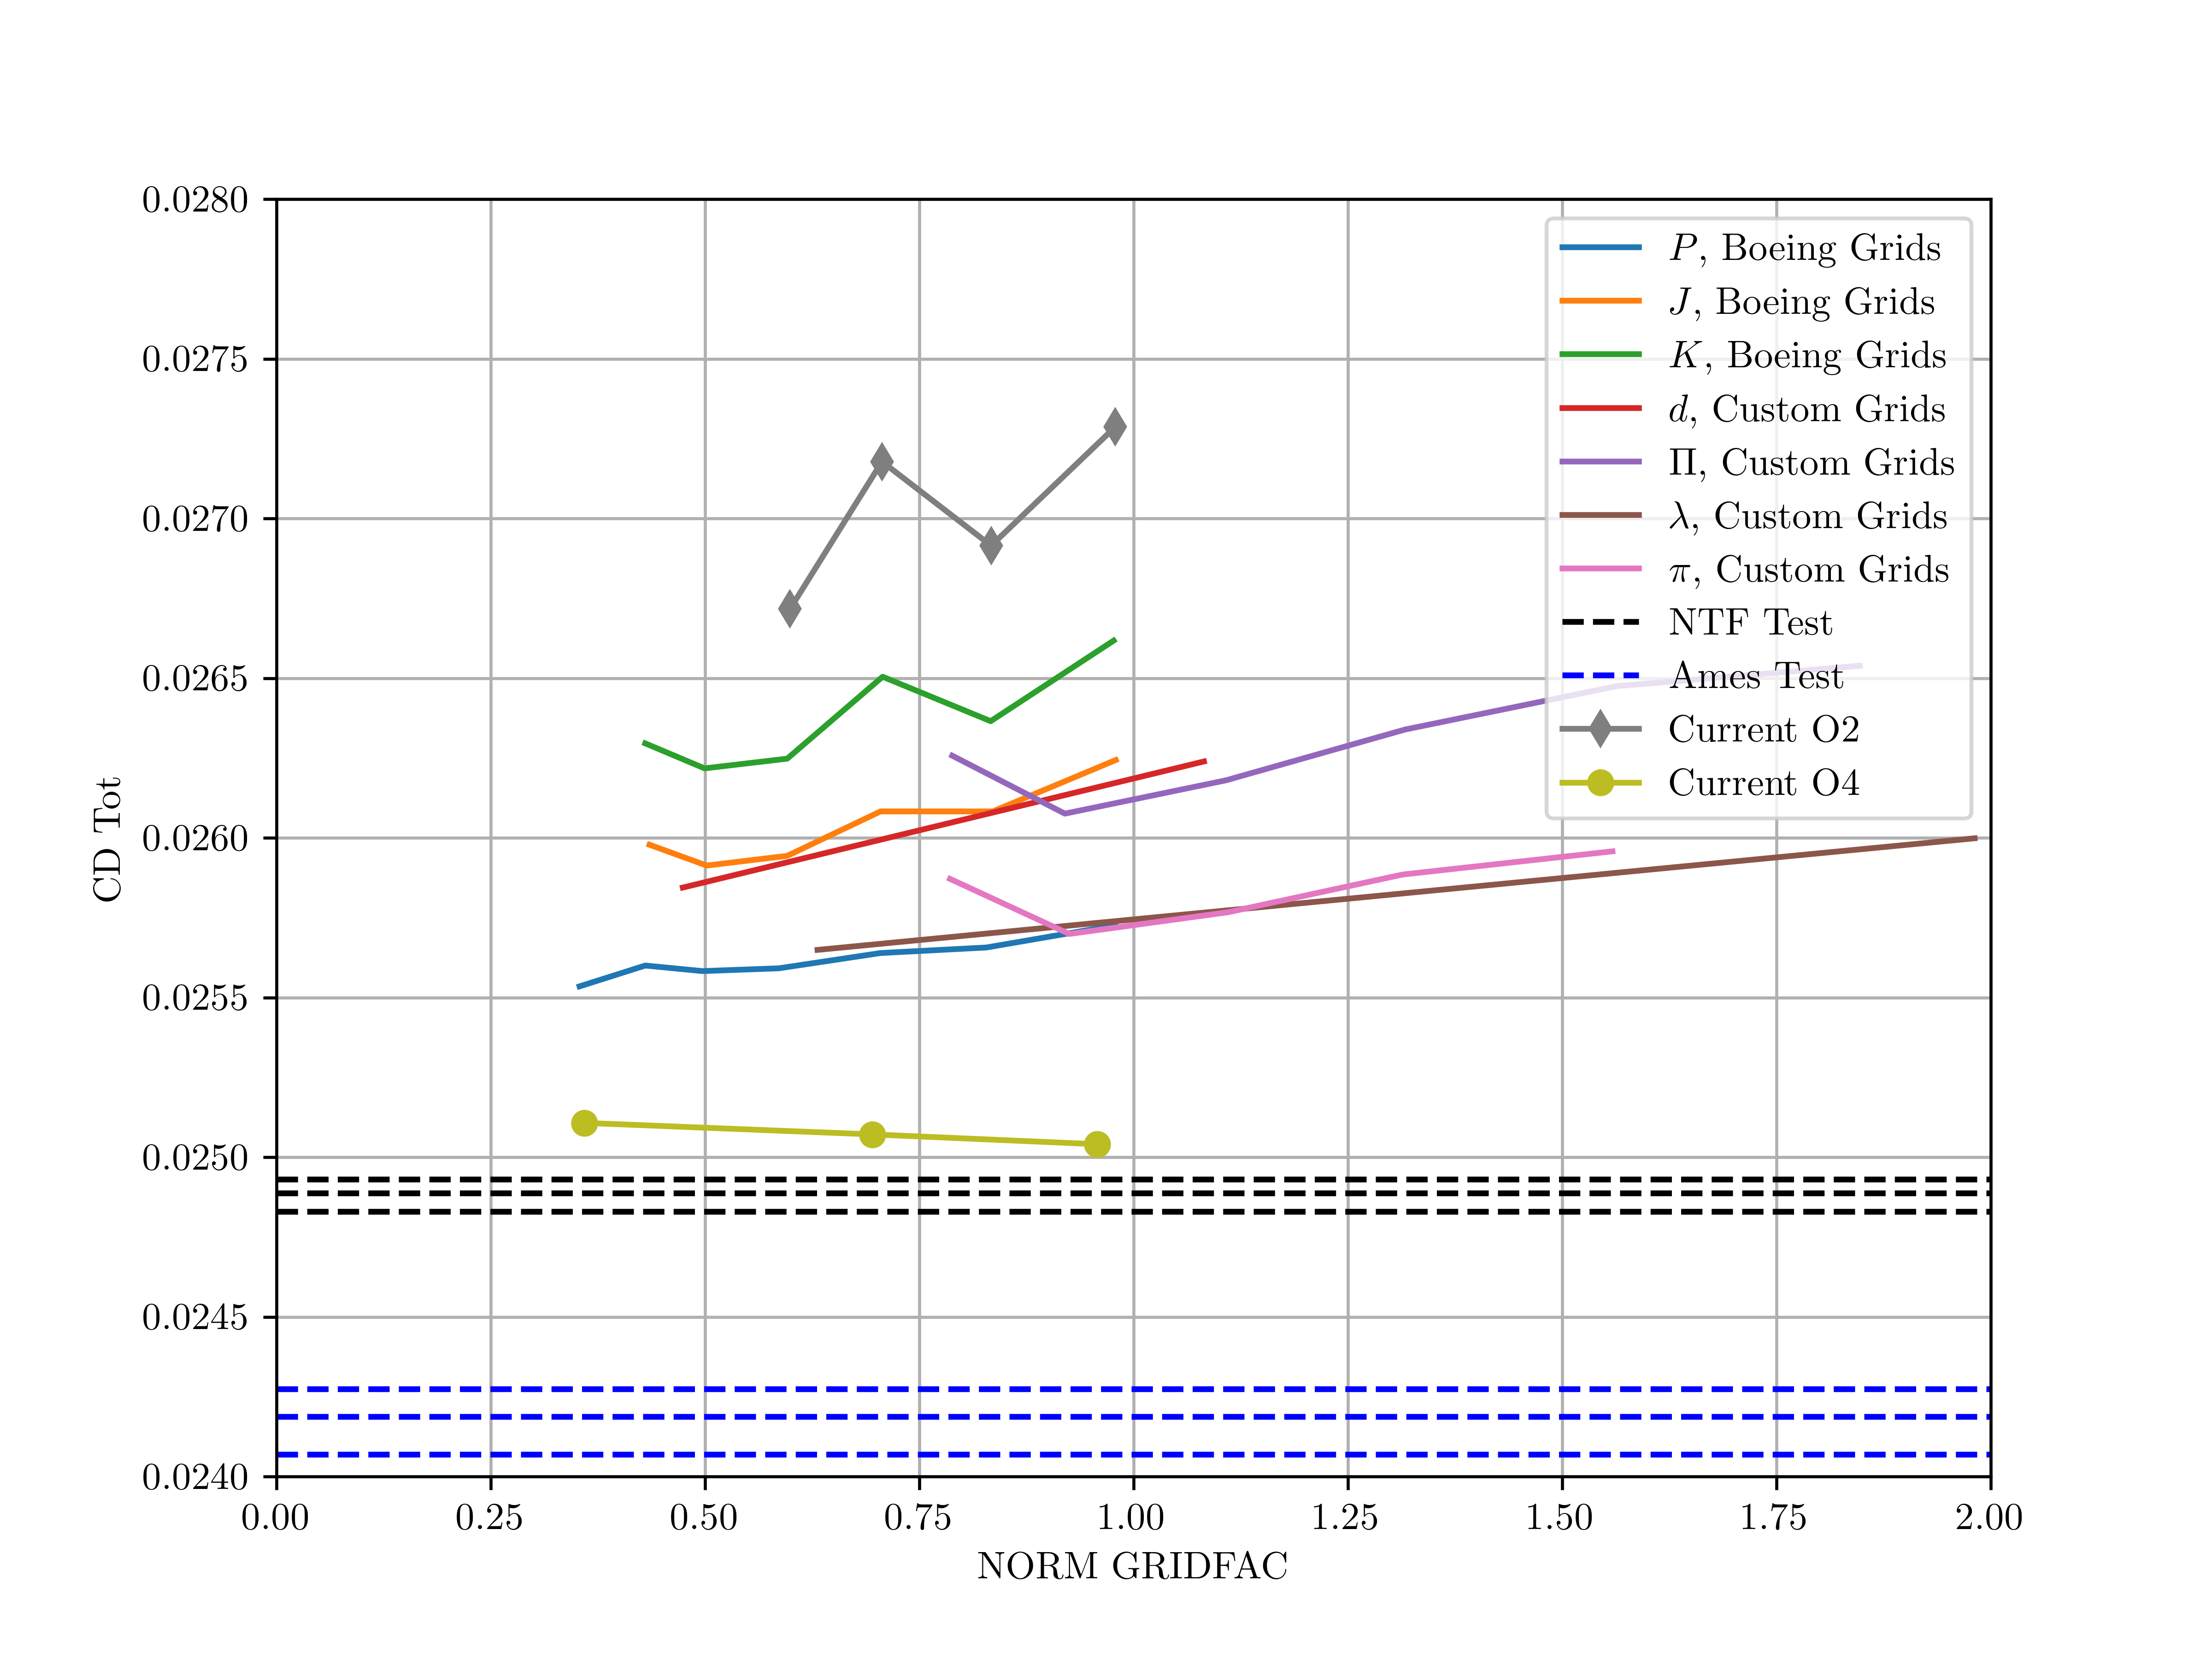 0.0280
0.0275
0.0270
0.0265
0.0260
0.0255
0.0250
0.0245
0.0240
CD Tot
0.00 0.25 0.50 0.75 1.00 1.25 1.50 1.75 2.00
NORM GRIDFAC
P, Boeing Grids
J, Boeing Grids
K, Boeing Grids
d, Custom Grids
Π, Custom Grids
λ, Custom Grids
π, Custom Grids
NTF Test
Ames Test
Current O2
Current O4